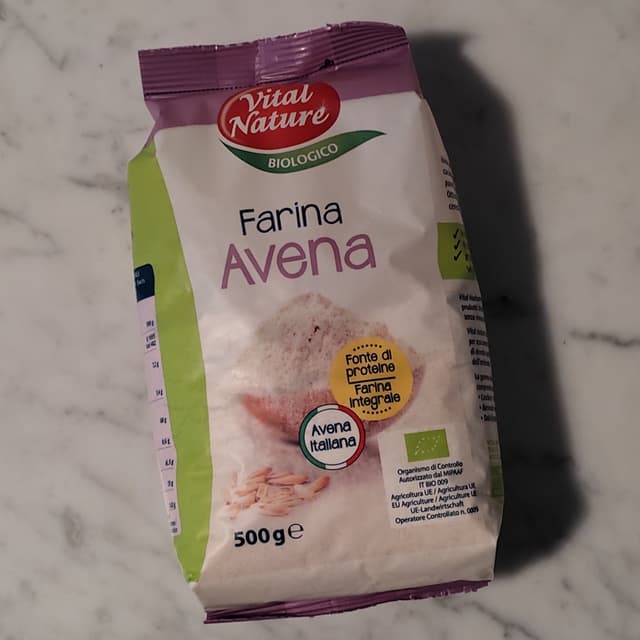 Vital
Nature
BIOLOGICO
Farina
Avena
Fonte di
proteine
Farina
integrale
Avena
Italiana
Organismo di Controllo
Autorizzato dal MIPAAF
IT BIO 009
Agricoltura UE / Agricultura UE
EU Agriculture / Agriculture UE
UE-Landwirtschaft
Operatore Controllato n.
500g e